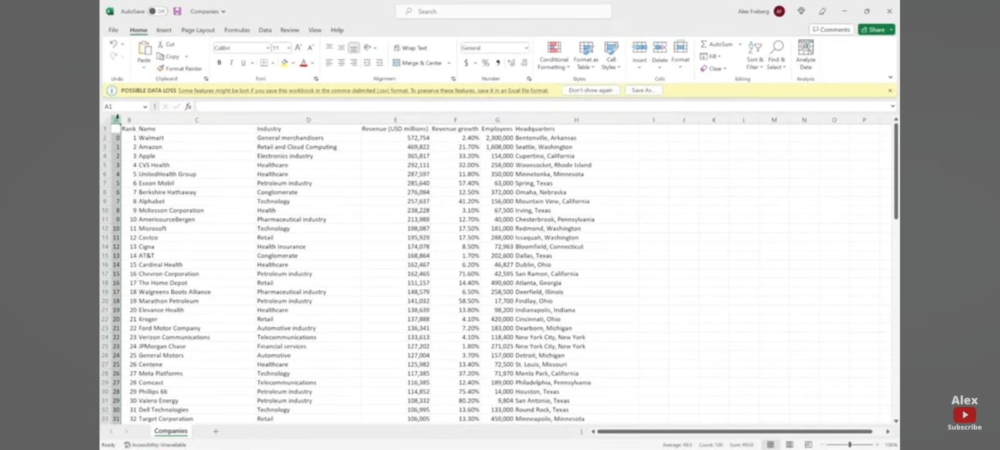 AutoSave Off Companies Search Alex Freberg AF
File Home Insert Page Layout Formulas Data Review View Help Comments Share
Cut Calibri 11 Wrap Text General AutoSum
Copy Fill
Paste Format Painter B I U Merge & Center $ % Conditional Formatting Format as Table Cell Styles Insert Delete Format Clear Sort & Filter Find & Select Analyze Data
Undo Clipboard Font Alignment Number Styles Cells Editing Analysis
POSSIBLE DATA LOSS Some features might be lost if you save this workbook in the comma delimited (.csv) format. To preserve these features, save it in an Excel file format. Don't show again Save As...
A1 fx
A B C D E F G H I J K L M N O P
1 Rank Name Industry Revenue (USD millions) Revenue growth Employees Headquarters
2 0 1 Walmart General merchandisers 572,754 2.40% 2,300,000 Bentonville, Arkansas
3 1 2 Amazon Retail and Cloud Computing 469,822 21.70% 1,608,000 Seattle, Washington
4 2 3 Apple Electronics industry 365,817 33.20% 154,000 Cupertino, California
5 3 4 CVS Health Healthcare 292,111 32.00% 258,000 Woonsocket, Rhode Island
6 4 5 UnitedHealth Group Healthcare 287,597 11.80% 350,000 Minnetonka, Minnesota
7 5 6 Exxon Mobil Petroleum industry 285,640 57.40% 63,000 Spring, Texas
8 6 7 Berkshire Hathaway Conglomerate 276,094 12.50% 372,000 Omaha, Nebraska
9 7 8 Alphabet Technology 257,637 41.20% 156,000 Mountain View, California
10 8 9 McKesson Corporation Health 238,228 3.10% 67,500 Irving, Texas
11 9 10 AmerisourceBergen Pharmaceutical industry 213,989 12.70% 40,000 Chesterbrook, Pennsylvania
12 10 11 Microsoft Technology 198,087 17.50% 181,000 Redmond, Washington
13 11 12 Costco Retail 195,929 17.50% 288,000 Issaquah, Washington
14 12 13 Cigna Health Insurance 174,078 8.50% 72,963 Bloomfield, Connecticut
15 13 14 AT&T Conglomerate 168,864 1.70% 202,600 Dallas, Texas
16 14 15 Cardinal Health Healthcare 162,467 6.20% 46,827 Dublin, Ohio
17 15 16 Chevron Corporation Petroleum industry 162,465 71.60% 42,595 San Ramon, California
18 16 17 The Home Depot Retail 151,157 14.40% 490,600 Atlanta, Georgia
19 17 18 Walgreens Boots Alliance Pharmaceutical industry 148,579 6.50% 258,500 Deerfield, Illinois
20 18 19 Marathon Petroleum Petroleum industry 141,032 58.50% 17,700 Findlay, Ohio
21 19 20 Elevance Health Healthcare 138,639 13.80% 98,200 Indianapolis, Indiana
22 20 21 Kroger Retail 137,888 4.10% 420,000 Cincinnati, Ohio
23 21 22 Ford Motor Company Automotive industry 136,341 7.20% 183,000 Dearborn, Michigan
24 22 23 Verizon Communications Telecommunications 133,613 4.10% 118,400 New York City, New York
25 23 24 JPMorgan Chase Financial services 127,202 1.80% 271,025 New York City, New York
26 24 25 General Motors Automotive 127,004 3.70% 157,000 Detroit, Michigan
27 25 26 Centene Healthcare 125,982 13.40% 72,500 St. Louis, Missouri
28 26 27 Meta Platforms Technology 117,385 37.20% 71,970 Menlo Park, California
29 27 28 Comcast Telecommunications 116,385 12.40% 189,000 Philadelphia, Pennsylvania
30 28 29 Phillips 66 Petroleum industry 114,852 75.40% 14,000 Houston, Texas
31 29 30 Valero Energy Petroleum industry 108,332 80.20% 9,804 San Antonio, Texas
32 30 31 Dell Technologies Technology 106,995 13.60% 133,000 Round Rock, Texas
33 31 32 Target Corporation Retail 106,005 13.30% 450,000 Minneapolis, Minnesota
Companies
Ready Accessibility: Unavailable Average: 49.5 Count: 100 Sum: 4950 100%
Alex
Subscribe